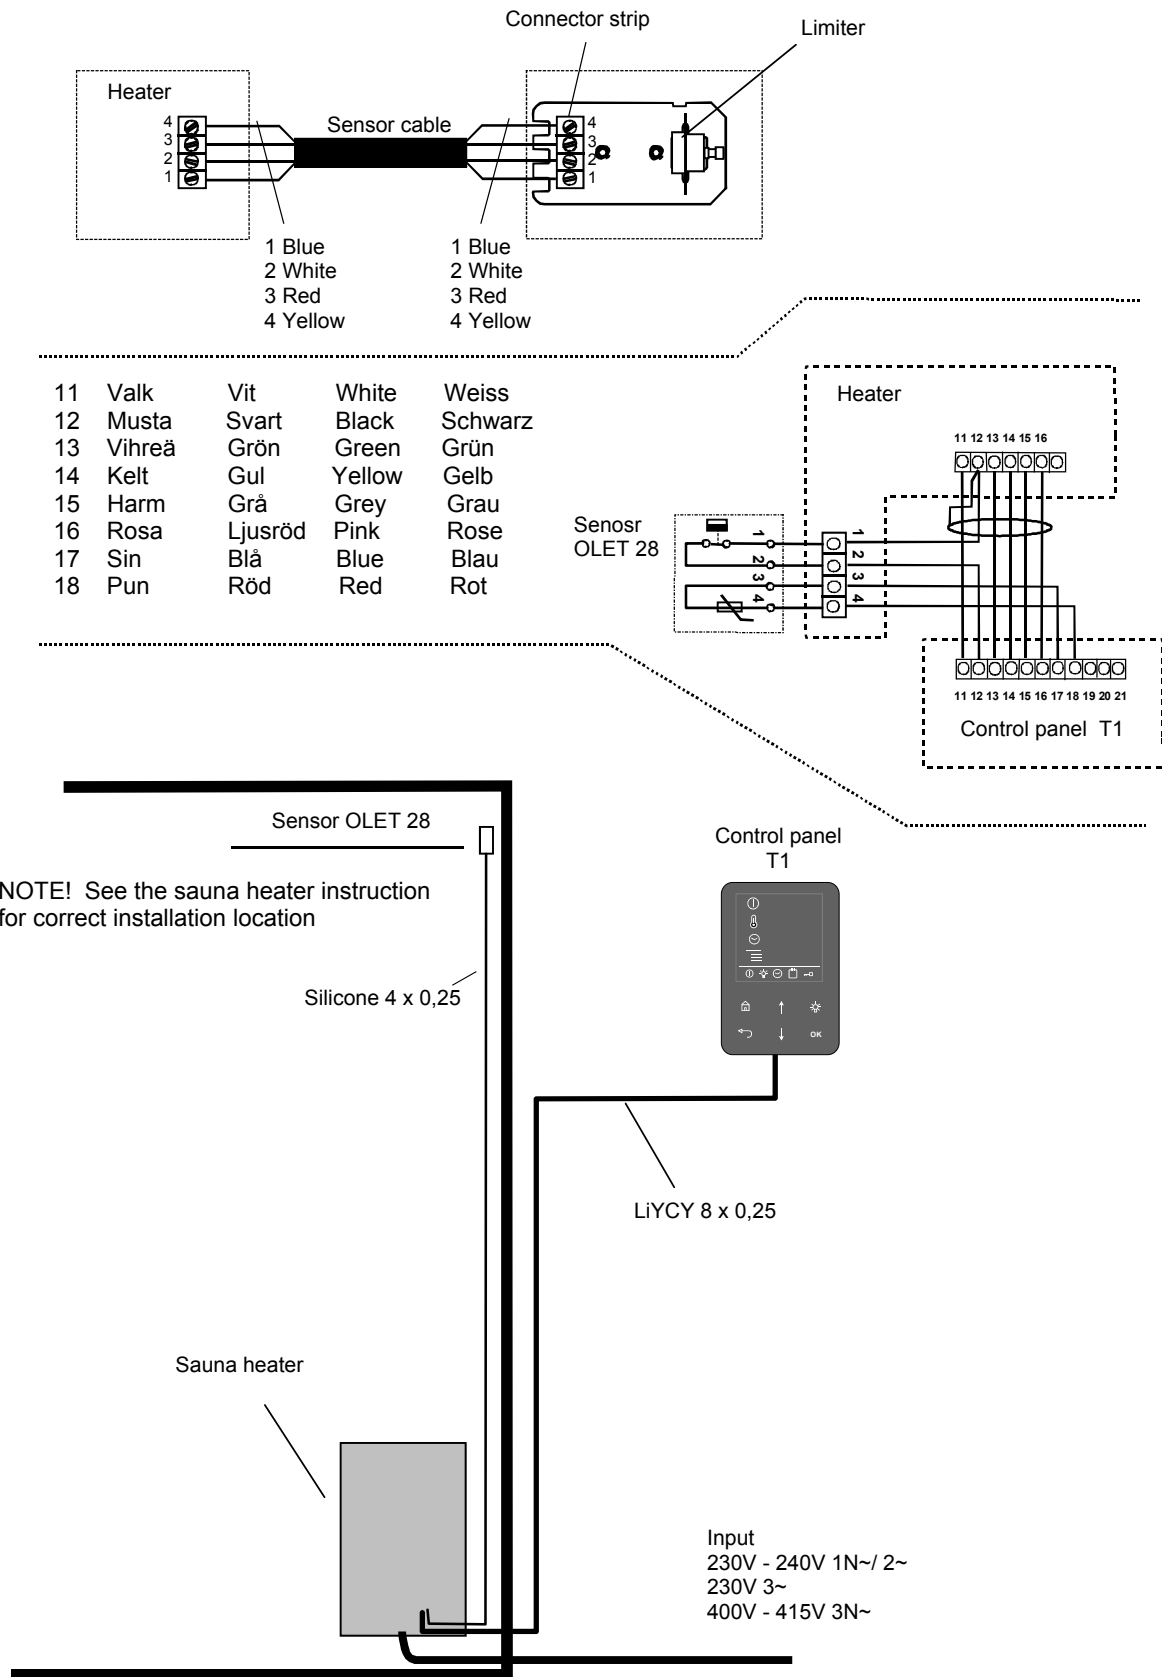 Connector strip
Limiter
Heater
Sensor cable
4
3
2
1
4
3
2
1
1 Blue
2 White
3 Red
4 Yellow
1 Blue
2 White
3 Red
4 Yellow
11 Valk Vit White Weiss
12 Musta Svart Black Schwarz
13 Vihreä Grön Green Grün
14 Kelt Gul Yellow Gelb
15 Harm Grå Grey Grau
16 Rosa Ljusröd Pink Rose
17 Sin Blå Blue Blau
18 Pun Röd Red Rot
Heater
11 12 13 14 15 16
Senosr
OLET 28
1
2
3
4
1
2
3
4
11 12 13 14 15 16 17 18 19 20 21
Control panel T1
Sensor OLET 28
NOTE! See the sauna heater instruction
for correct installation location
Control panel
T1
OK
Silicone 4 x 0,25
LiYCY 8 x 0,25
Sauna heater
Input
230V - 240V 1N~/ 2~
230V 3~
400V - 415V 3N~